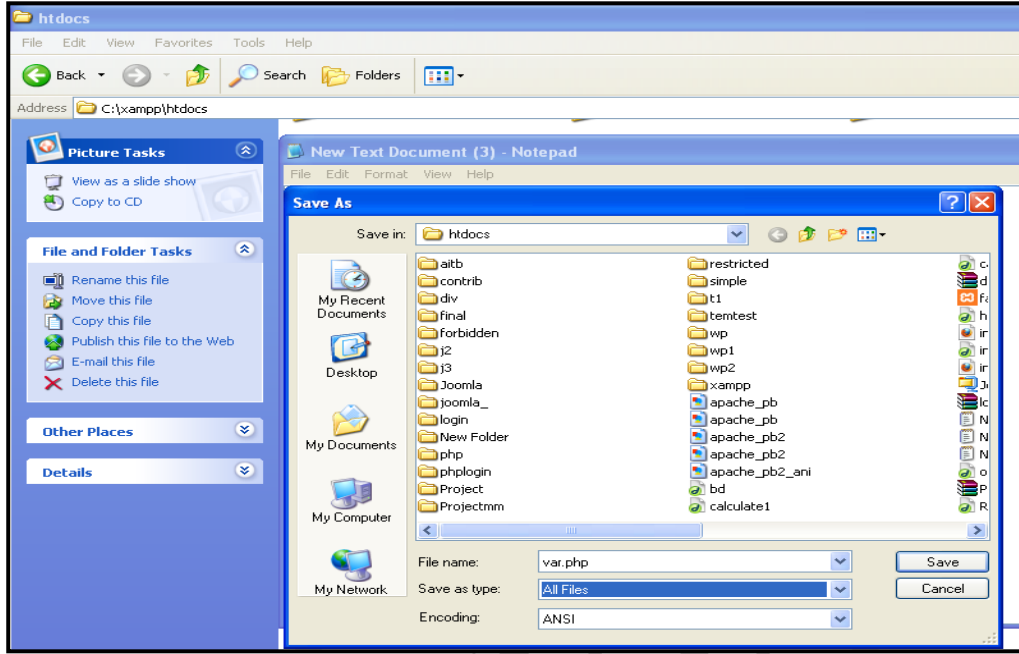 htdocs
File Edit View Favorites Tools Help
Back Search Folders
Address C:\xampp\htdocs
Picture Tasks
View as a slide show
Copy to CD
File and Folder Tasks
Rename this file
Move this file
Copy this file
Publish this file to the Web
E-mail this file
Delete this file
Other Places
Details
New Text Document (3) - Notepad
File Edit Format View Help
Save As
Save in: htdocs
My Recent Documents
Desktop
My Documents
My Computer
My Network
aitb
contrib
div
final
forbidden
j2
j3
Joomla
joomla_
login
New Folder
php
phplogin
Project
Projectmm
restricted
simple
t1
temtest
wp
wp1
wp2
xampp
apache_pb
apache_pb
apache_pb2
apache_pb2
apache_pb2_ani
bd
calculate1
File name: var.php Save
Save as type: All Files Cancel
Encoding: ANSI